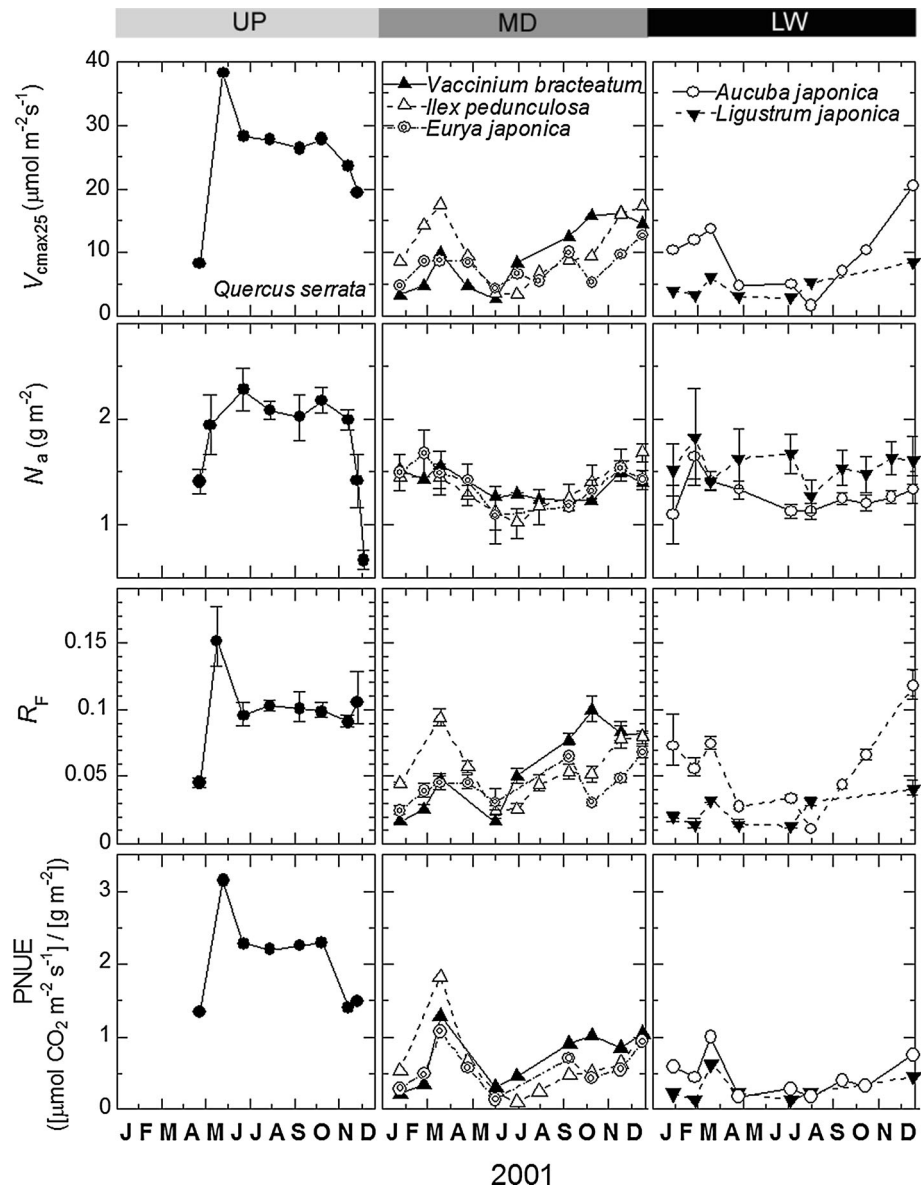 UP MD LW
40
30
20
10
0
Vcmax25 (μmol m-2 s-1)
Quercus serrata
Vaccinium bracteatum
Ilex pedunculosa
Eurya japonica
Aucuba japonica
Ligustrum japonica
2
1
Na (g m-2)
0.15
0.1
0.05
0
RF
3
2
1
0
PNUE
([μmol CO2 m-2 s-1] / [g m-2])
J F M A M J J A S O N D J F M A M J J A S O N D J F M A M J J A S O N D
2001